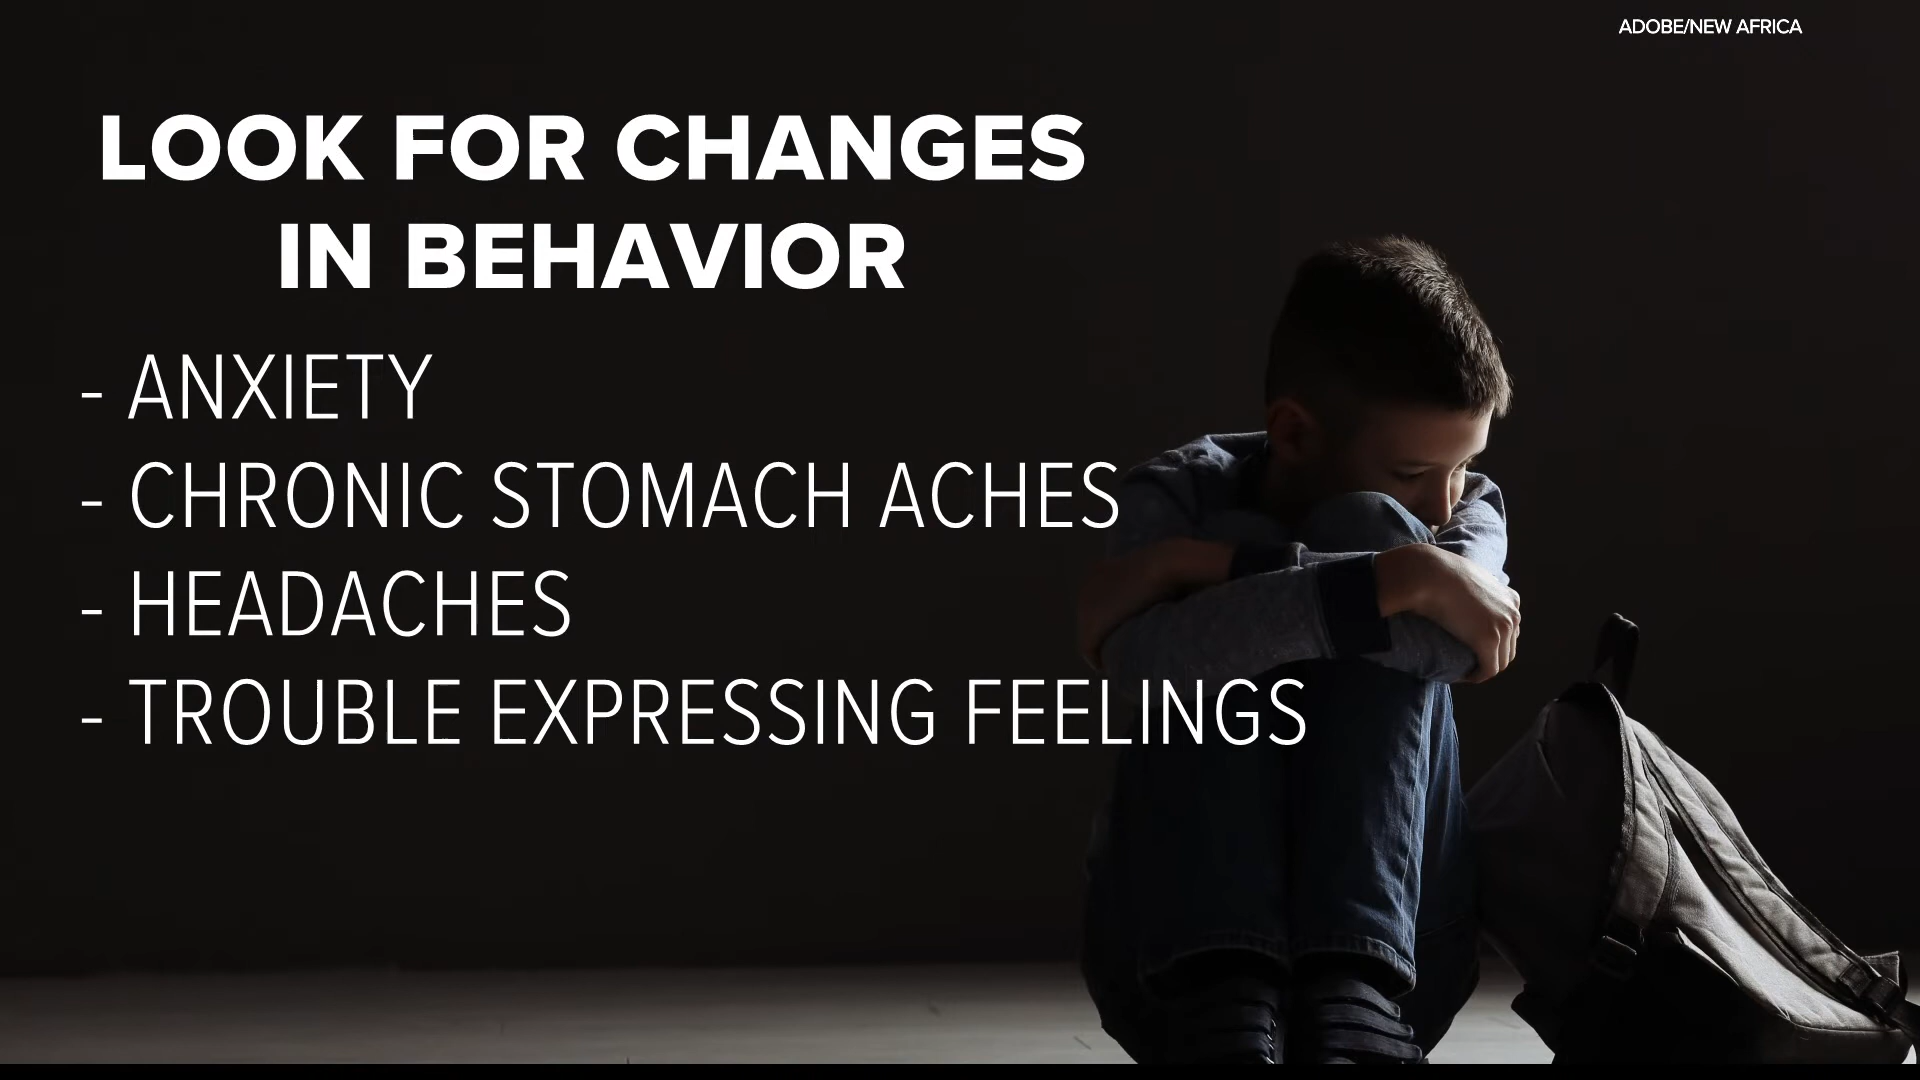 ADOBE/NEW AFRICA
LOOK FOR CHANGES
IN BEHAVIOR
- ANXIETY
- CHRONIC STOMACH ACHES
- HEADACHES
- TROUBLE EXPRESSING FEELINGS